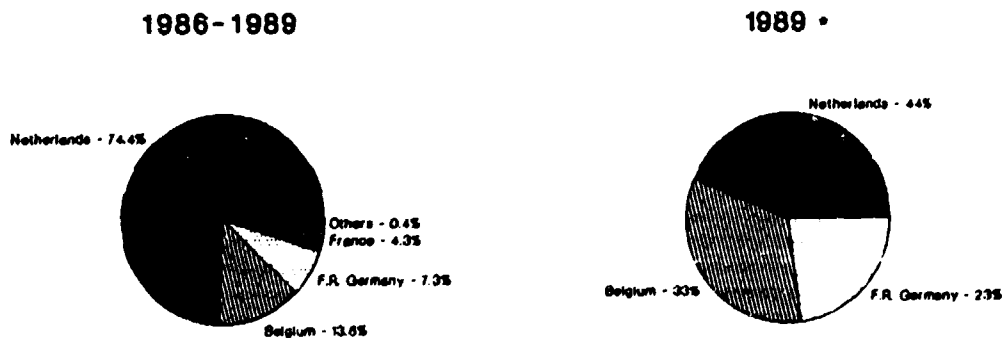 1986-1989
Netherlands - 74.4%
Others - 0.4%
France - 4.3%
F.R. Germany - 7.3%
Belgium - 13.6%
1989 *
Netherlands - 44%
Belgium - 33%
F.R. Germany - 23%